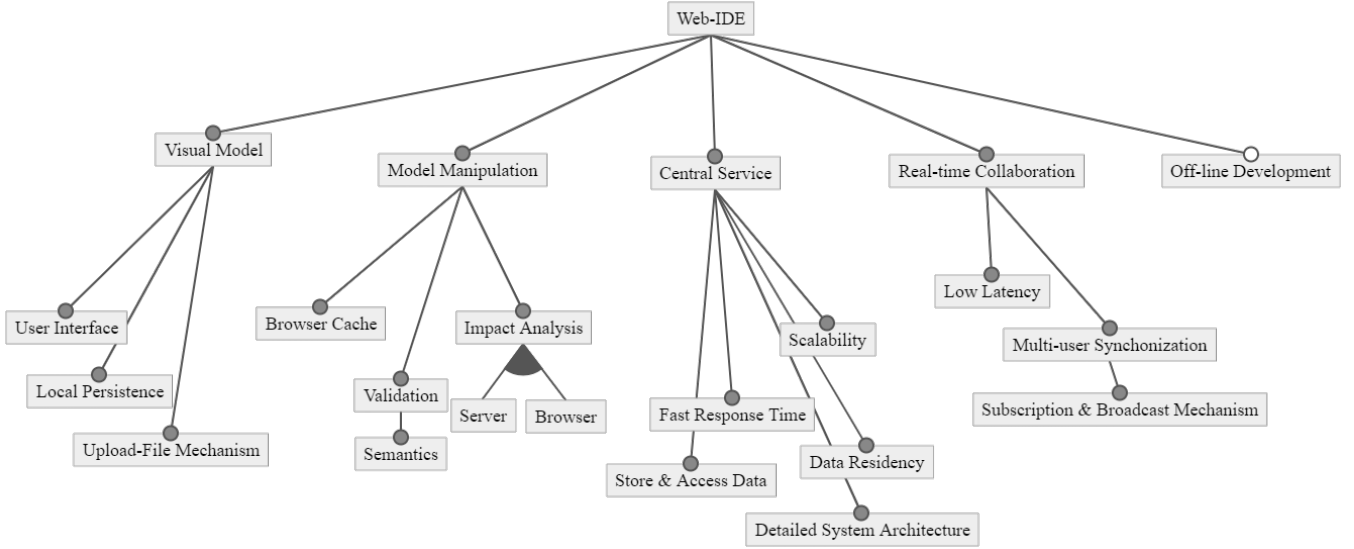 Web-IDE
Visual Model
Model Manipulation
Central Service
Real-time Collaboration
Off-line Development
User Interface
Local Persistence
Upload-File Mechanism
Browser Cache
Impact Analysis
Validation
Server
Browser
Semantics
Scalability
Fast Response Time
Data Residency
Store & Access Data
Detailed System Architecture
Low Latency
Multi-user Synchonization
Subscription & Broadcast Mechanism